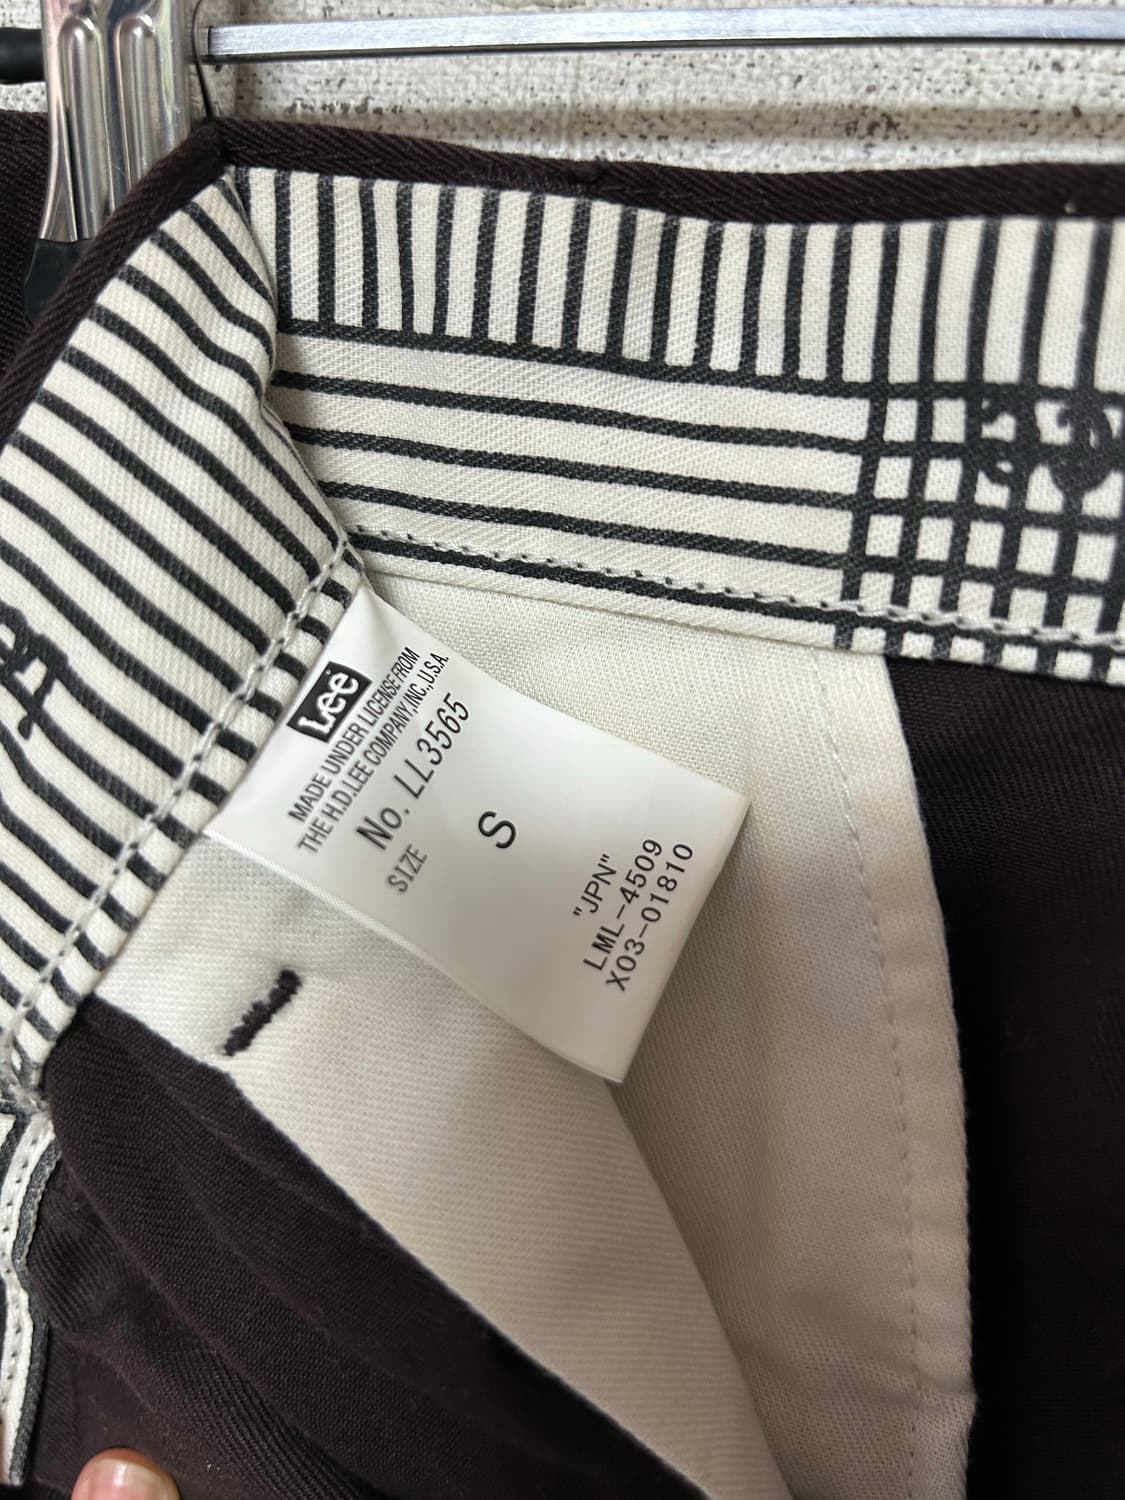 Lee
MADE UNDER LICENSE FROM
THE H.D.LEE COMPANY,INC.,U.S.A.
No. LL3565
SIZE S
"JPN"
LML-4509
X03-01810